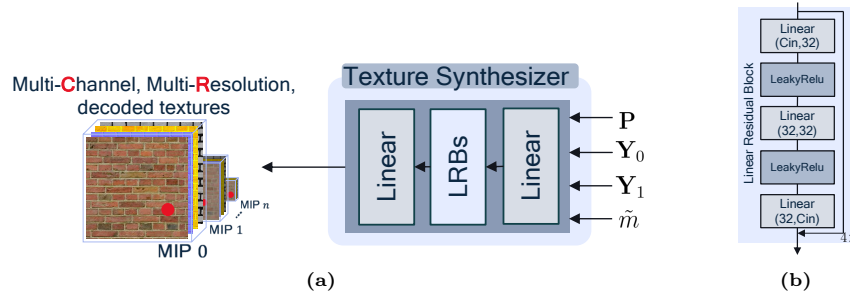 Multi-Channel, Multi-Resolution,
decoded textures
MIP 0
MIP 1
MIP n
Texture Synthesizer
Linear
LRBs
Linear
P
Y₀
Y₁
m̃
(a)
Linear Residual Block
Linear
(Cin,32)
LeakyRelu
Linear
(32,32)
LeakyRelu
Linear
(32,Cin)
(b)